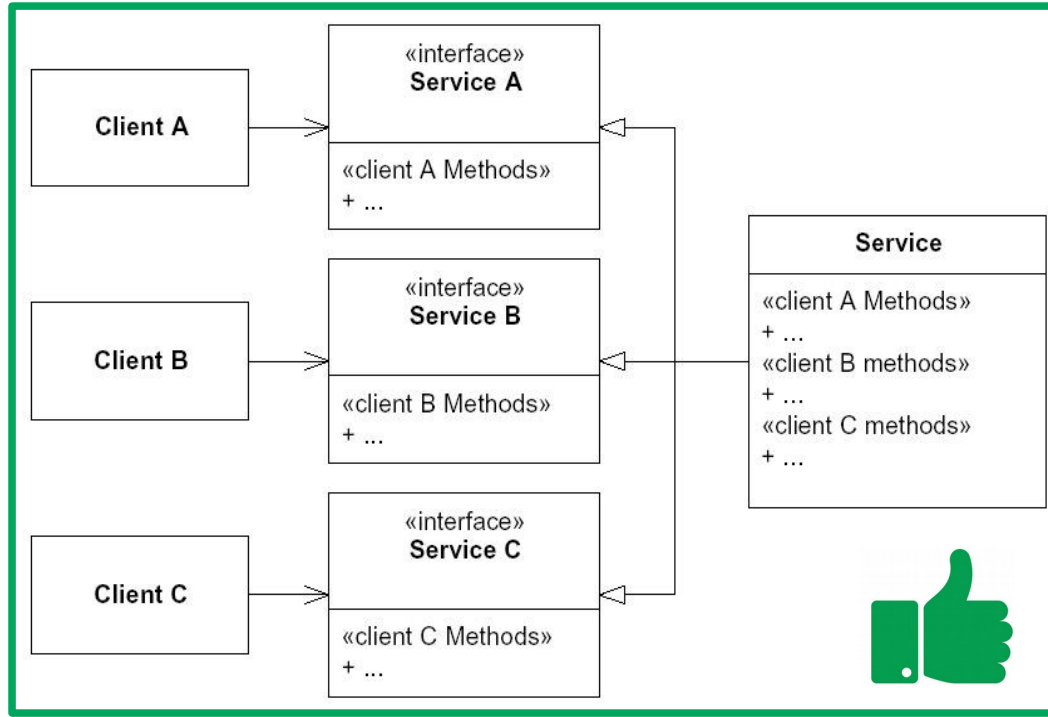 Client A
«interface»
Service A
«client A Methods»
+ ...
Client B
«interface»
Service B
«client B Methods»
+ ...
Client C
«interface»
Service C
«client C Methods»
+ ...
Service
«client A Methods»
+ ...
«client B methods»
+ ...
«client C methods»
+ ...